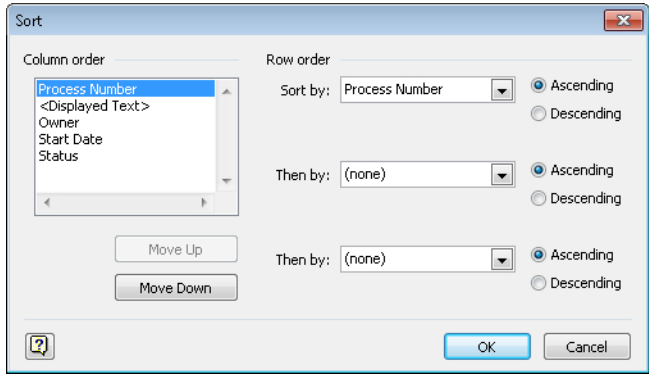 Sort
Column order
Process Number
<Displayed Text>
Owner
Start Date
Status
Move Up
Move Down
Row order
Sort by: Process Number
Ascending
Descending
Then by: (none)
Ascending
Descending
Then by: (none)
Ascending
Descending
?
OK
Cancel